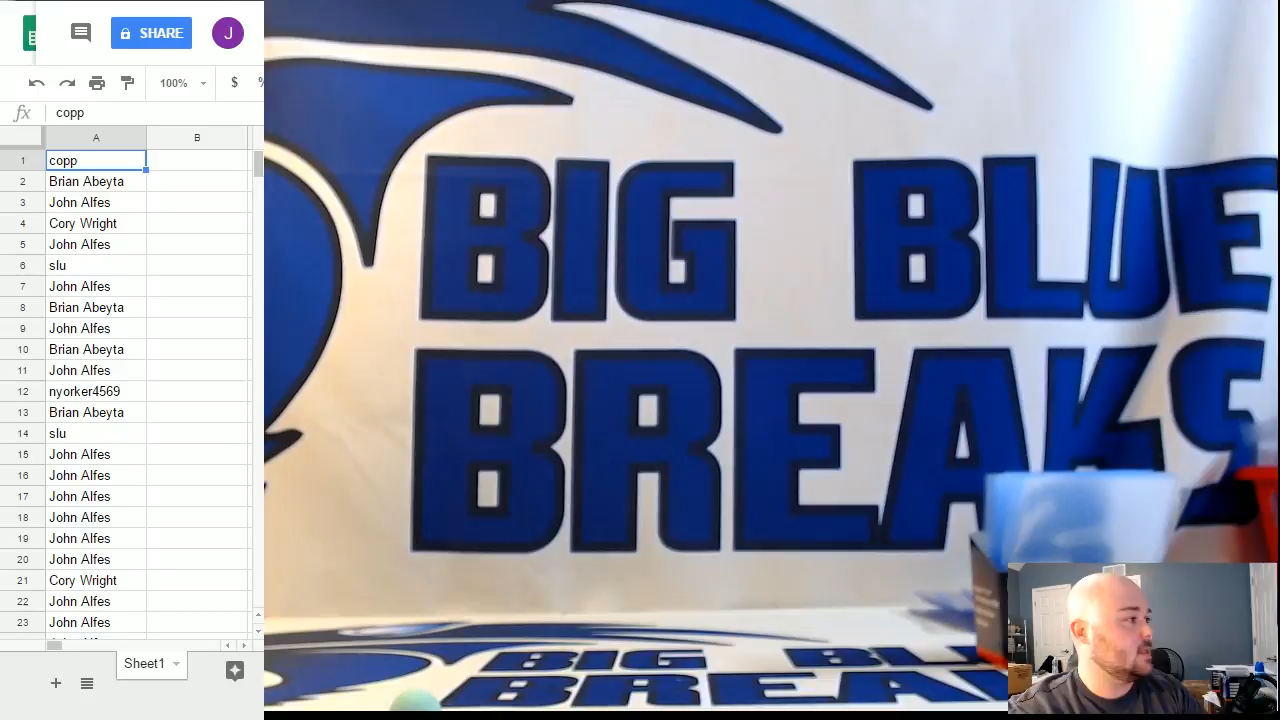 SHARE
J
100%
$
%
fx
copp
A
B
1 copp
2 Brian Abeyta
3 John Alfes
4 Cory Wright
5 John Alfes
6 slu
7 John Alfes
8 Brian Abeyta
9 John Alfes
10 Brian Abeyta
11 John Alfes
12 nyorker4569
13 Brian Abeyta
14 slu
15 John Alfes
16 John Alfes
17 John Alfes
18 John Alfes
19 John Alfes
20 John Alfes
21 Cory Wright
22 John Alfes
23 John Alfes
Sheet1
BIG BLUE
BREAKS
BIG BL
BREA